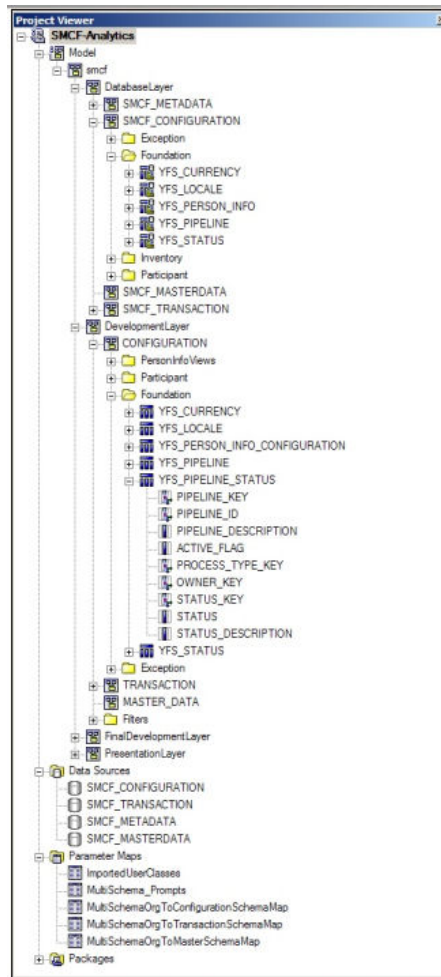 Project Viewer
SMCF-Analytics
Model
smcf
DatabaseLayer
SMCF_METADATA
SMCF_CONFIGURATION
Exception
Foundation
YFS_CURRENCY
YFS_LOCALE
YFS_PERSON_INFO
YFS_PIPELINE
YFS_STATUS
Inventory
Participant
SMCF_MASTERDATA
SMCF_TRANSACTION
DevelopmentLayer
CONFIGURATION
PersonInfoViews
Participant
Foundation
YFS_CURRENCY
YFS_LOCALE
YFS_PERSON_INFO_CONFIGURATION
YFS_PIPELINE
YFS_PIPELINE_STATUS
PIPELINE_KEY
PIPELINE_ID
PIPELINE_DESCRIPTION
ACTIVE_FLAG
PROCESS_TYPE_KEY
OWNER_KEY
STATUS_KEY
STATUS
STATUS_DESCRIPTION
YFS_STATUS
Exception
TRANSACTION
MASTER_DATA
Filters
FinalDevelopmentLayer
PresentationLayer
Data Sources
SMCF_CONFIGURATION
SMCF_TRANSACTION
SMCF_METADATA
SMCF_MASTERDATA
Parameter Maps
ImportedUserClasses
MultiSchema_Prompts
MultiSchemaOrgToConfigurationSchemaMap
MultiSchemaOrgToTransactionSchemaMap
MultiSchemaOrgToMasterSchemaMap
Packages